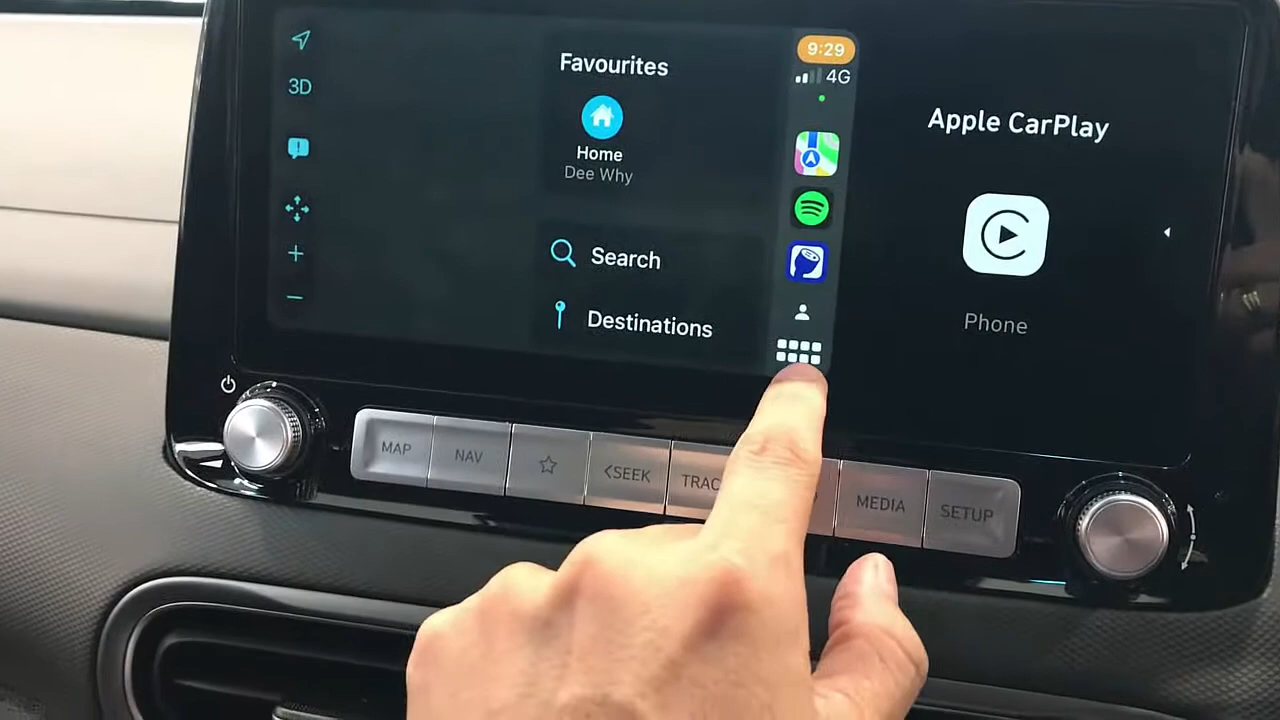 3D
Favourites
Home
Dee Why
Search
Destinations
9:29
4G
Apple CarPlay
Phone
MAP
NAV
<SEEK
MEDIA
SETUP